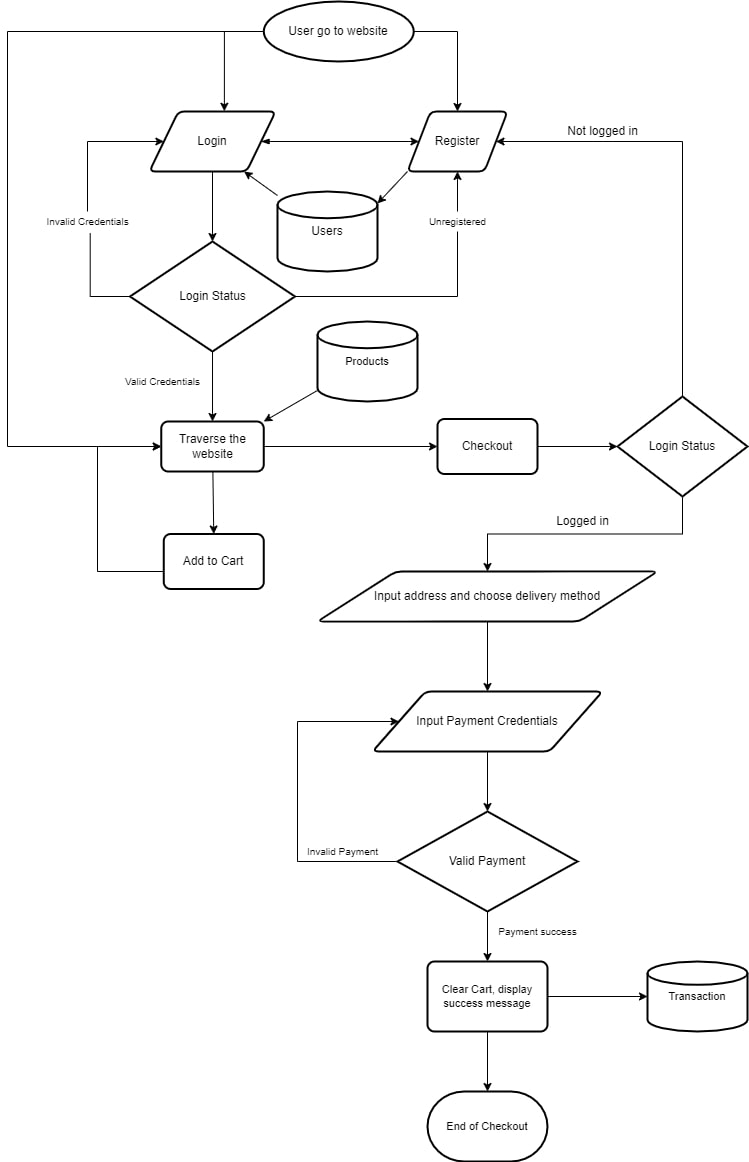 User go to website
Login
Register
Not logged in
Invalid Credentials
Users
Unregistered
Login Status
Products
Valid Credentials
Traverse the
website
Checkout
Login Status
Logged in
Add to Cart
Input address and choose delivery method
Input Payment Credentials
Invalid Payment
Valid Payment
Payment success
Clear Cart, display
success message
Transaction
End of Checkout